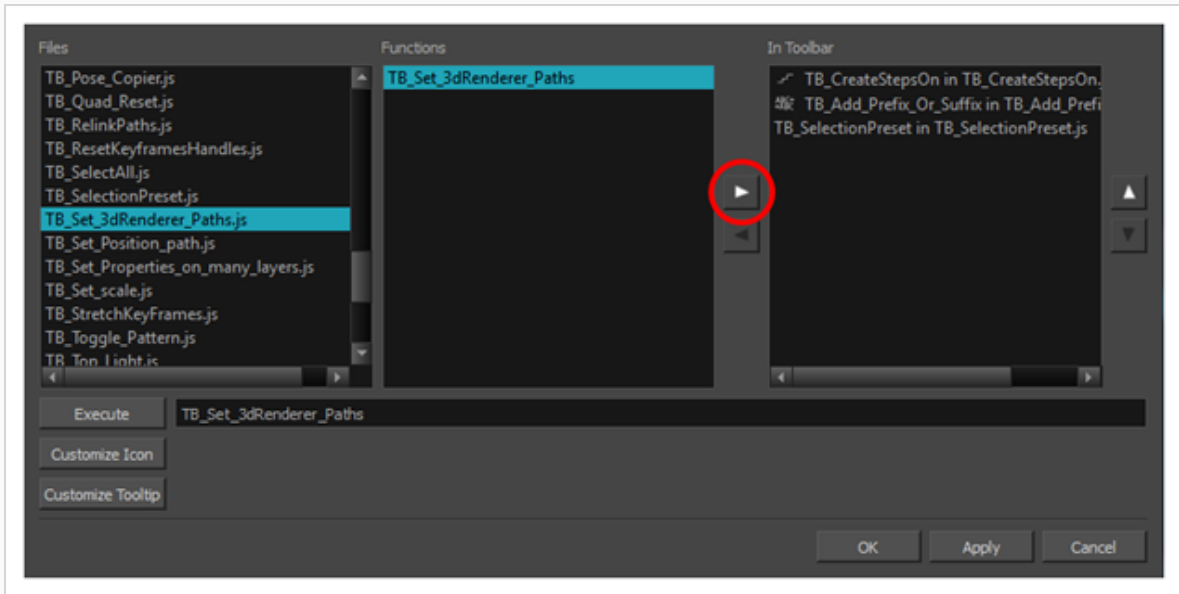 Files
TB_Pose_Copier.js
TB_Quad_Reset.js
TB_RelinkPaths.js
TB_ResetKeyframesHandles.js
TB_SelectAll.js
TB_SelectionPreset.js
TB_Set_3dRenderer_Paths.js
TB_Set_Position_path.js
TB_Set_Properties_on_many_layers.js
TB_Set_scale.js
TB_StretchKeyFrames.js
TB_Toggle_Pattern.js
TB_Top_Light.js
Functions
TB_Set_3dRenderer_Paths
In Toolbar
TB_CreateStepsOn in TB_CreateStepsOn.
TB_Add_Prefix_Or_Suffix in TB_Add_Prefi
TB_SelectionPreset in TB_SelectionPreset.js
Execute TB_Set_3dRenderer_Paths
Customize Icon
Customize Tooltip
OK Apply Cancel